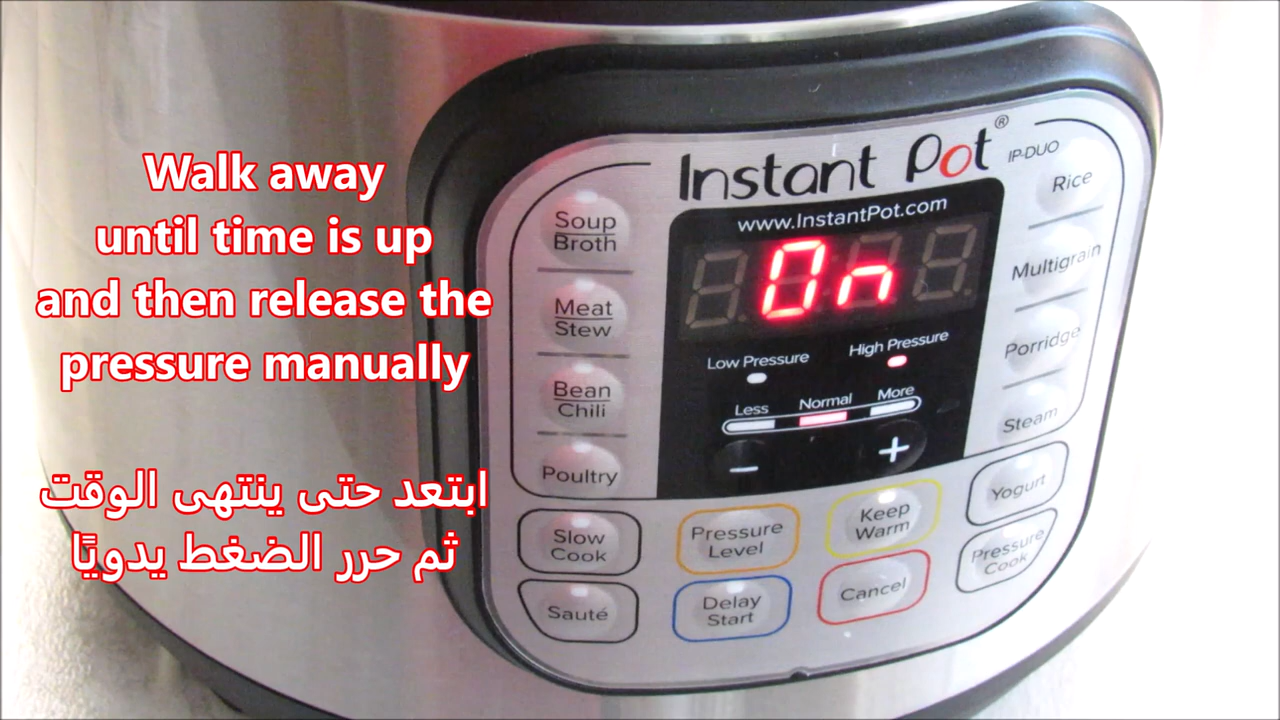 Walk away
until time is up
and then release the
pressure manually
ابتعد حتى ينتهى الوقت
ثم حرر الضغط يدويًا
Instant Pot® IP-DUO
www.InstantPot.com
On
Low Pressure
High Pressure
Less
Normal
More
−
+
Soup
Broth
Meat
Stew
Bean
Chili
Poultry
Slow
Cook
Sauté
Pressure
Level
Delay
Start
Keep
Warm
Cancel
Rice
Multigrain
Porridge
Steam
Yogurt
Pressure
Cook